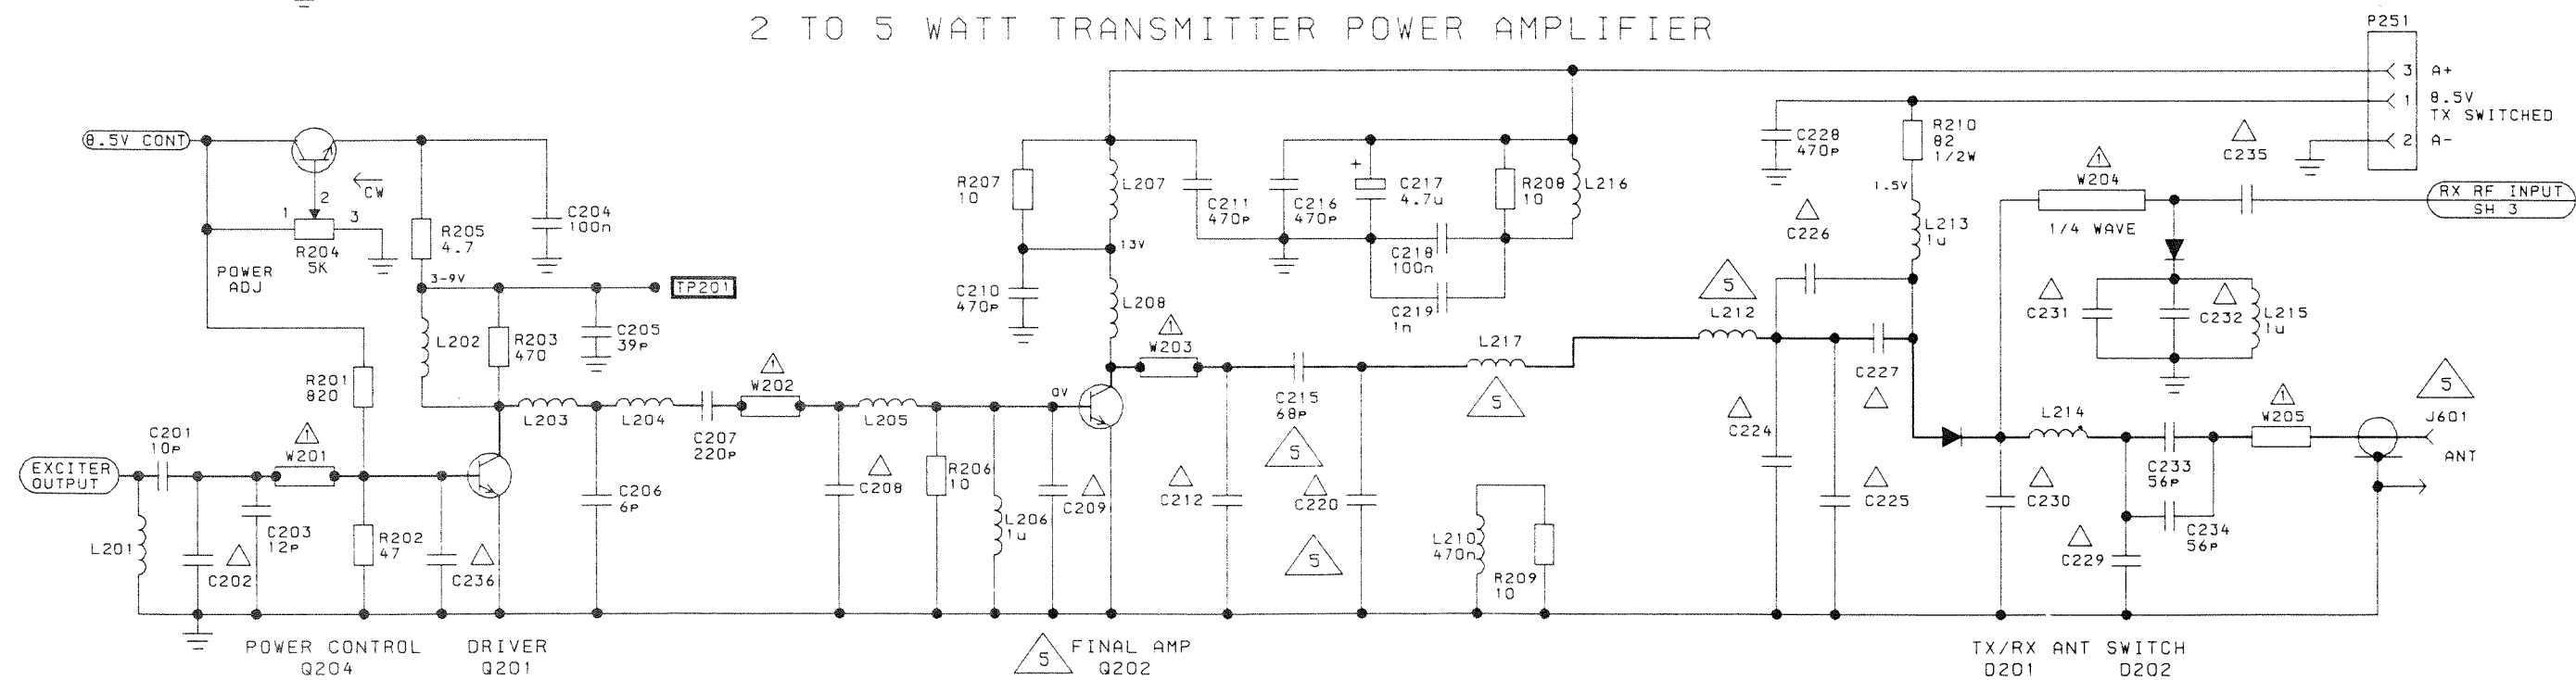 2 TO 5 WATT TRANSMITTER POWER AMPLIFIER
P251
3 A+
1 8.5V
TX SWITCHED
2 A-
8.5V CONT
CW
2
1
3
R204
5K
POWER
ADJ
R205
4.7
C204
100n
3-9V
TP201
L202
R203
470
C205
39P
R201
820
EXCITER
OUTPUT
C201
10P
1
W201
L201
C202
C203
12P
R202
47
C236
L203
L204
C206
6P
C207
220P
1
W202
C208
L205
R206
10
L206
1u
C209
0V
R207
10
L207
C211
470P
13V
C210
470P
L208
1
W203
C216
470P
+
C217
4.7u
R208
10
L216
C218
100n
C219
1n
C215
68P
5
C212
C220
5
L217
5
L210
470n
R209
10
5
L212
C228
470P
R210
82
1/2W
1.5V
L213
1u
C226
C227
C224
C225
1
W204
1/4 WAVE
C235
RX RF INPUT
SH 3
C231
C232
L215
1u
L214
C230
C229
C233
56P
C234
56P
1
W205
5
J601
ANT
POWER CONTROL
Q204
DRIVER
Q201
5
FINAL AMP
Q202
TX/RX ANT SWITCH
D201 D202